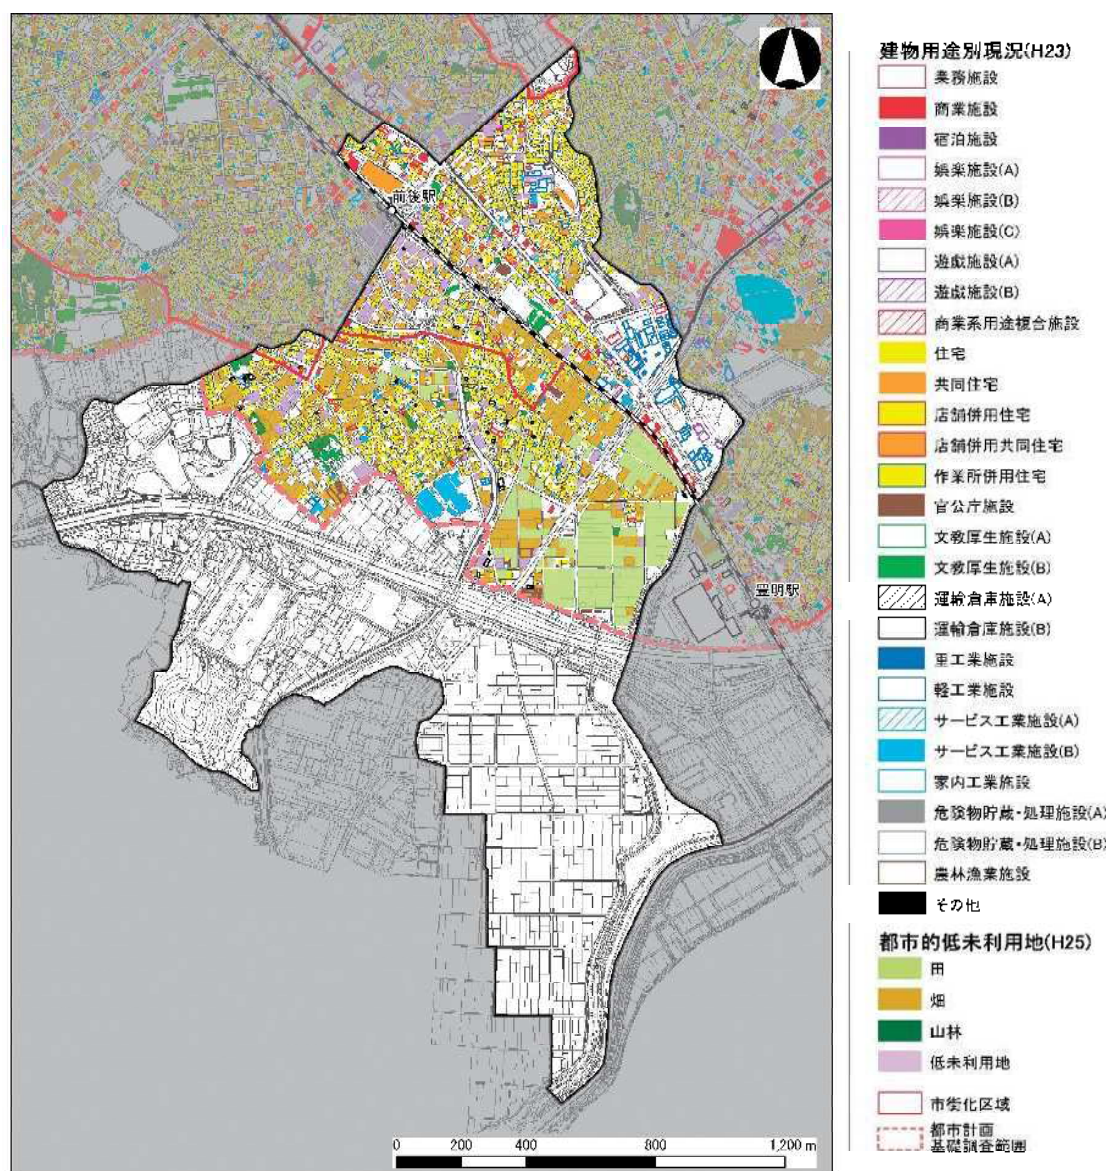 前後駅
豊明駅
0 200 400 800 1,200 m
建物用途別現況(H23)
業務施設
商業施設
宿泊施設
娯楽施設(A)
娯楽施設(B)
娯楽施設(C)
遊戯施設(A)
遊戯施設(B)
商業系用途複合施設
住宅
共同住宅
店舗併用住宅
店舗併用共同住宅
作業所併用住宅
官公庁施設
文教厚生施設(A)
文教厚生施設(B)
運輸倉庫施設(A)
運輸倉庫施設(B)
重工業施設
軽工業施設
サービス工業施設(A)
サービス工業施設(B)
家内工業施設
危険物貯蔵・処理施設(A)
危険物貯蔵・処理施設(B)
農林漁業施設
その他
都市的低未利用地(H25)
田
畑
山林
低未利用地
市街化区域
都市計画
基礎調査範囲